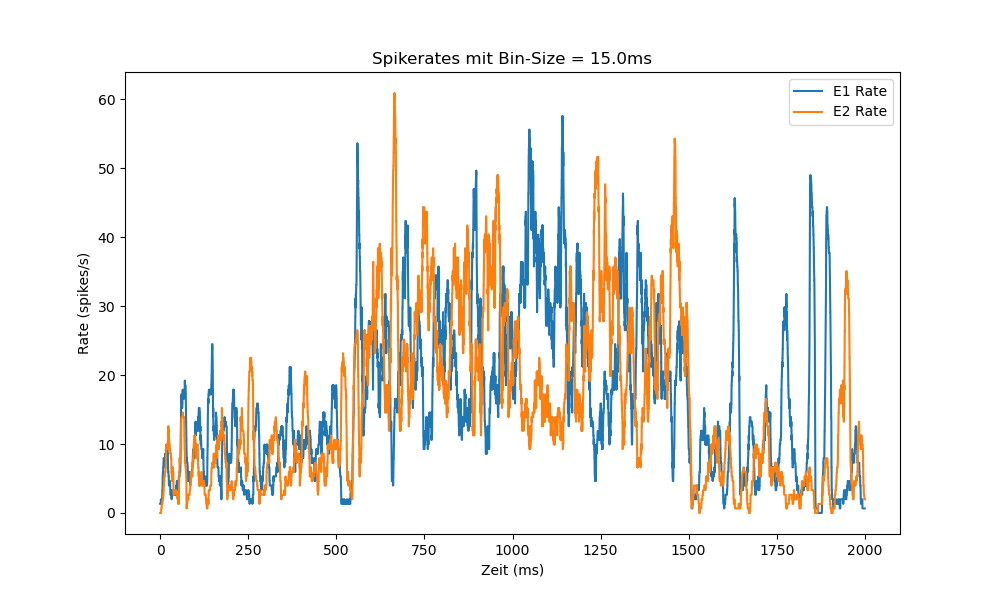 Spikerates mit Bin-Size = 15.0ms
E1 Rate
E2 Rate
Rate (spikes/s)
60
50
40
30
20
10
0
0 250 500 750 1000 1250 1500 1750 2000
Zeit (ms)